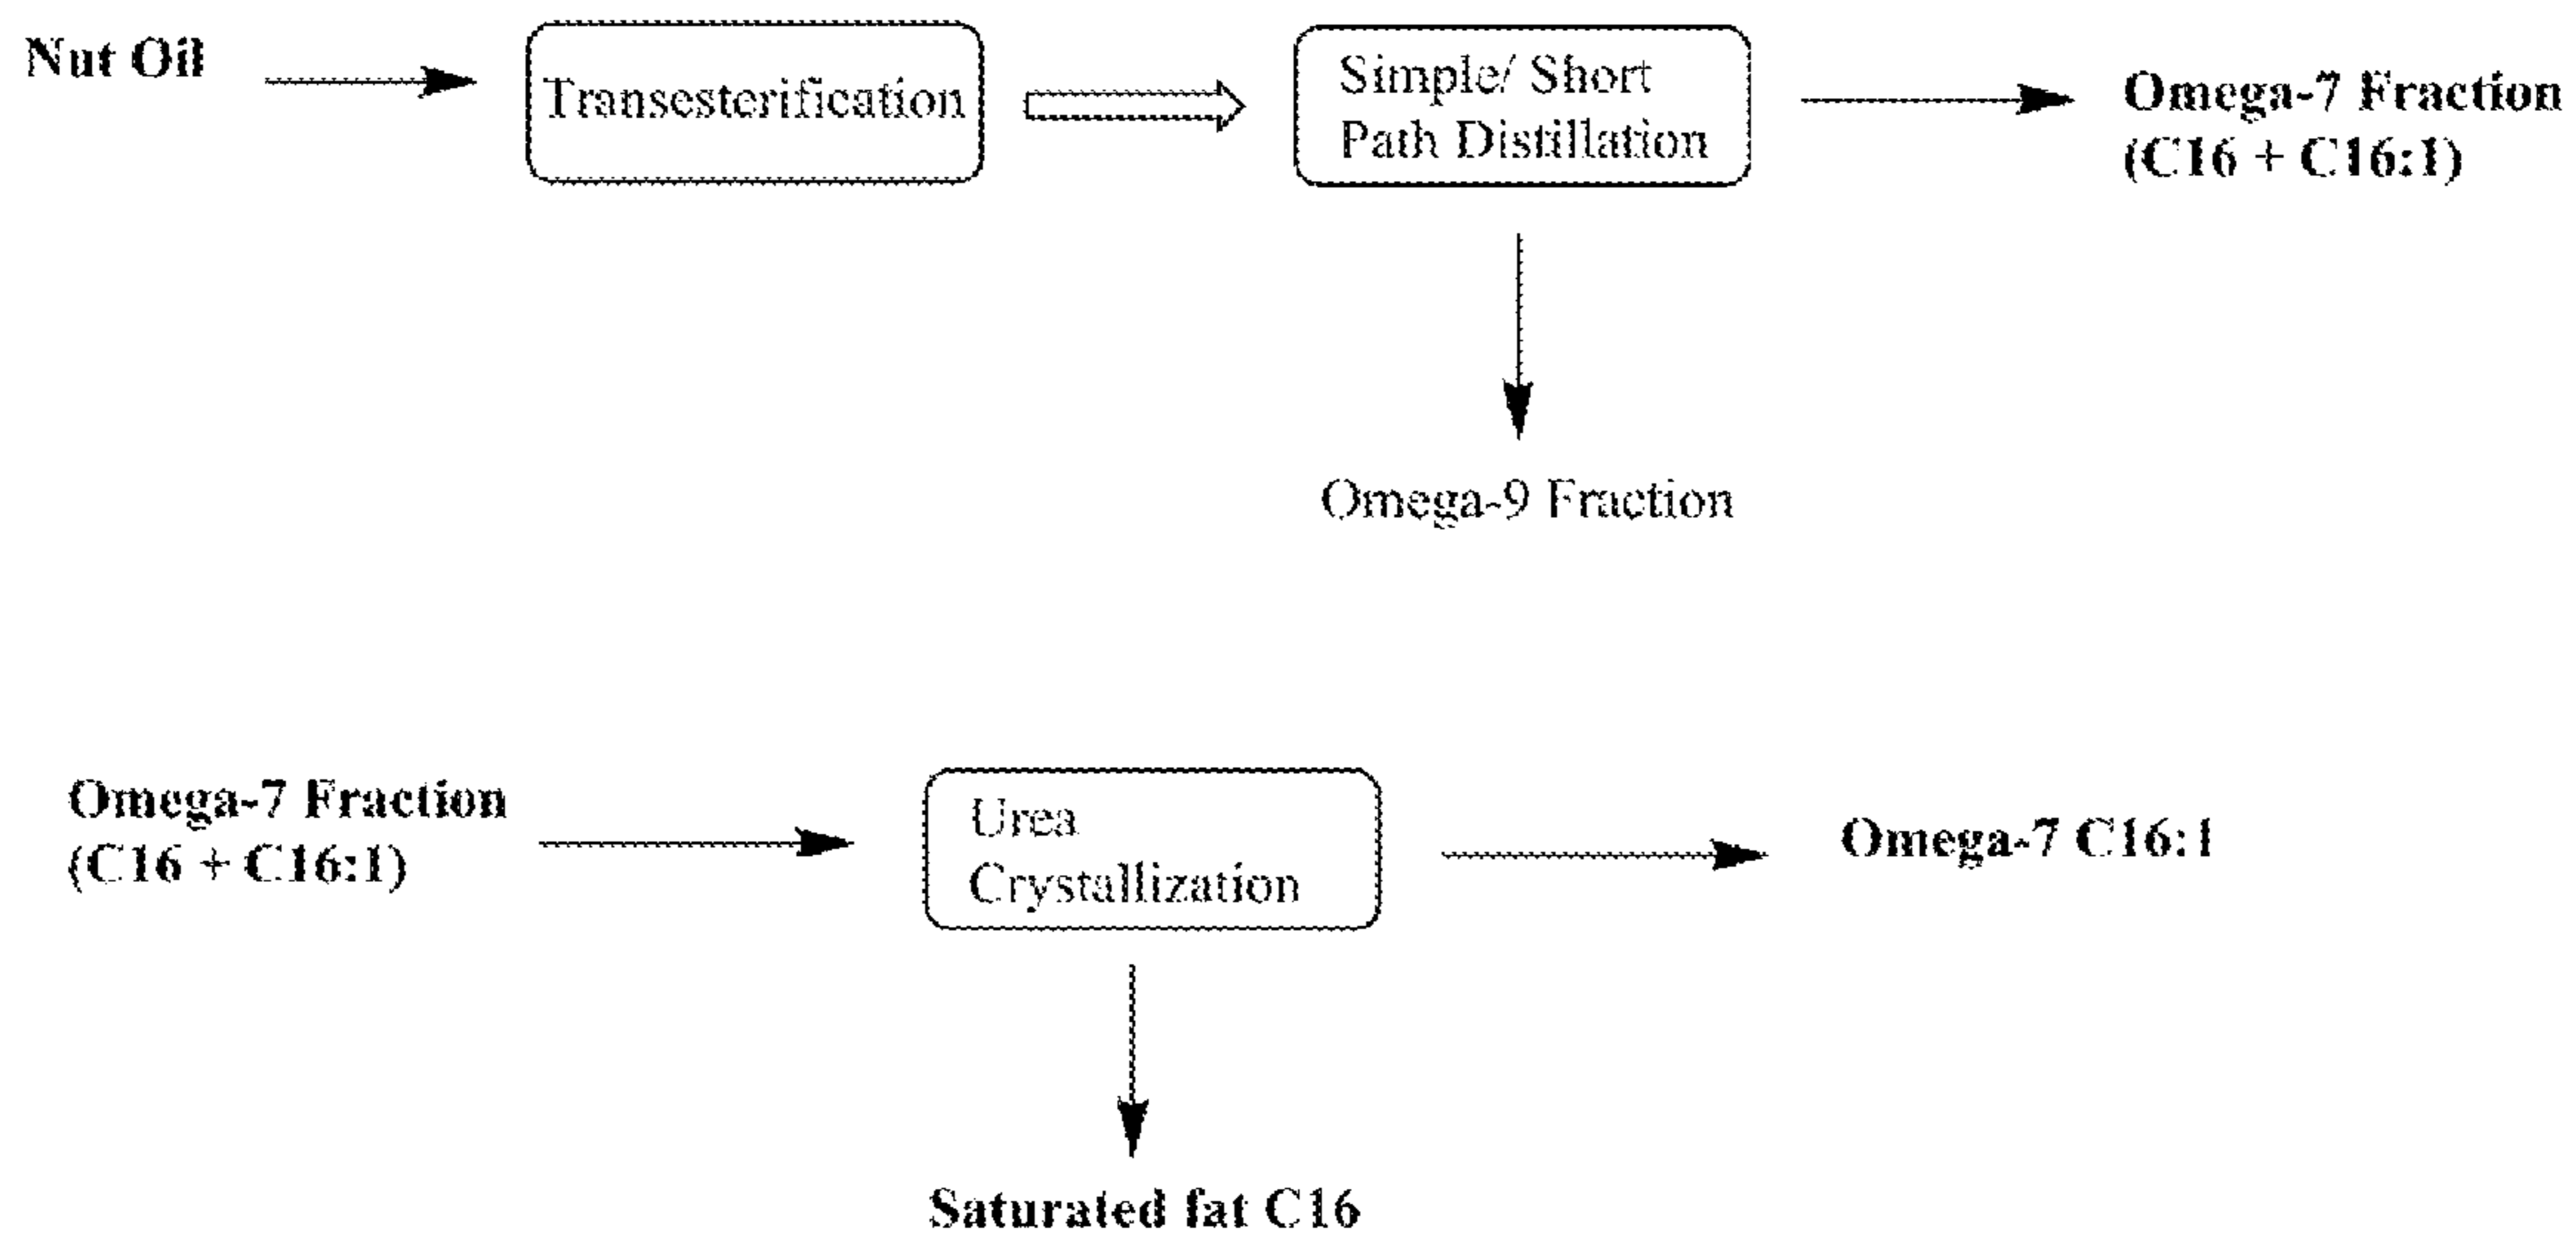 Nut Oil
Transesterification
Simple/ Short
Path Distillation
Omega-7 Fraction
(C16 + C16:1)
Omega-9 Fraction
Omega-7 Fraction
(C16 + C16:1)
Urea
Crystallization
Omega-7 C16:1
Saturated fat C16